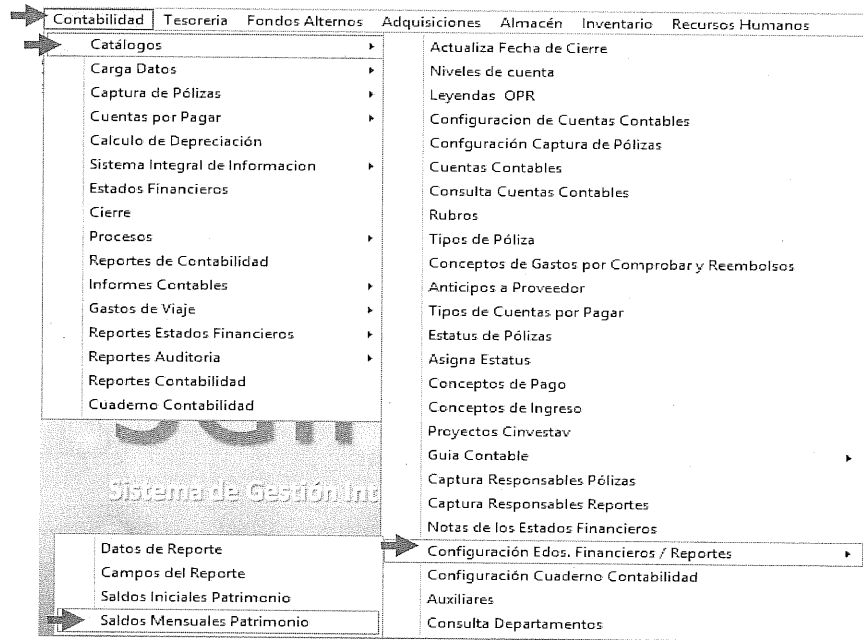 Contabilidad Tesoreria Fondos Alternos Adquisiciones Almacén Inventario Recursos Humanos
Catálogos
Carga Datos
Captura de Pólizas
Cuentas por Pagar
Calculo de Depreciación
Sistema Integral de Informacion
Estados Financieros
Cierre
Procesos
Reportes de Contabilidad
Informes Contables
Gastos de Viaje
Reportes Estados Financieros
Reportes Auditoria
Reportes Contabilidad
Cuaderno Contabilidad
Actualiza Fecha de Cierre
Niveles de cuenta
Leyendas OPR
Configuracion de Cuentas Contables
Confguración Captura de Pólizas
Cuentas Contables
Consulta Cuentas Contables
Rubros
Tipos de Póliza
Conceptos de Gastos por Comprobar y Reembolsos
Anticipos a Proveedor
Tipos de Cuentas por Pagar
Estatus de Pólizas
Asigna Estatus
Conceptos de Pago
Conceptos de Ingreso
Proyectos Cinvestav
Guia Contable
Captura Responsables Pólizas
Captura Responsables Reportes
Notas de los Estados Financieros
Configuración Edos. Financieros / Reportes
Configuración Cuaderno Contabilidad
Auxiliares
Consulta Departamentos
Sistema de Gestión Int
Datos de Reporte
Campos del Reporte
Saldos Iniciales Patrimonio
Saldos Mensuales Patrimonio